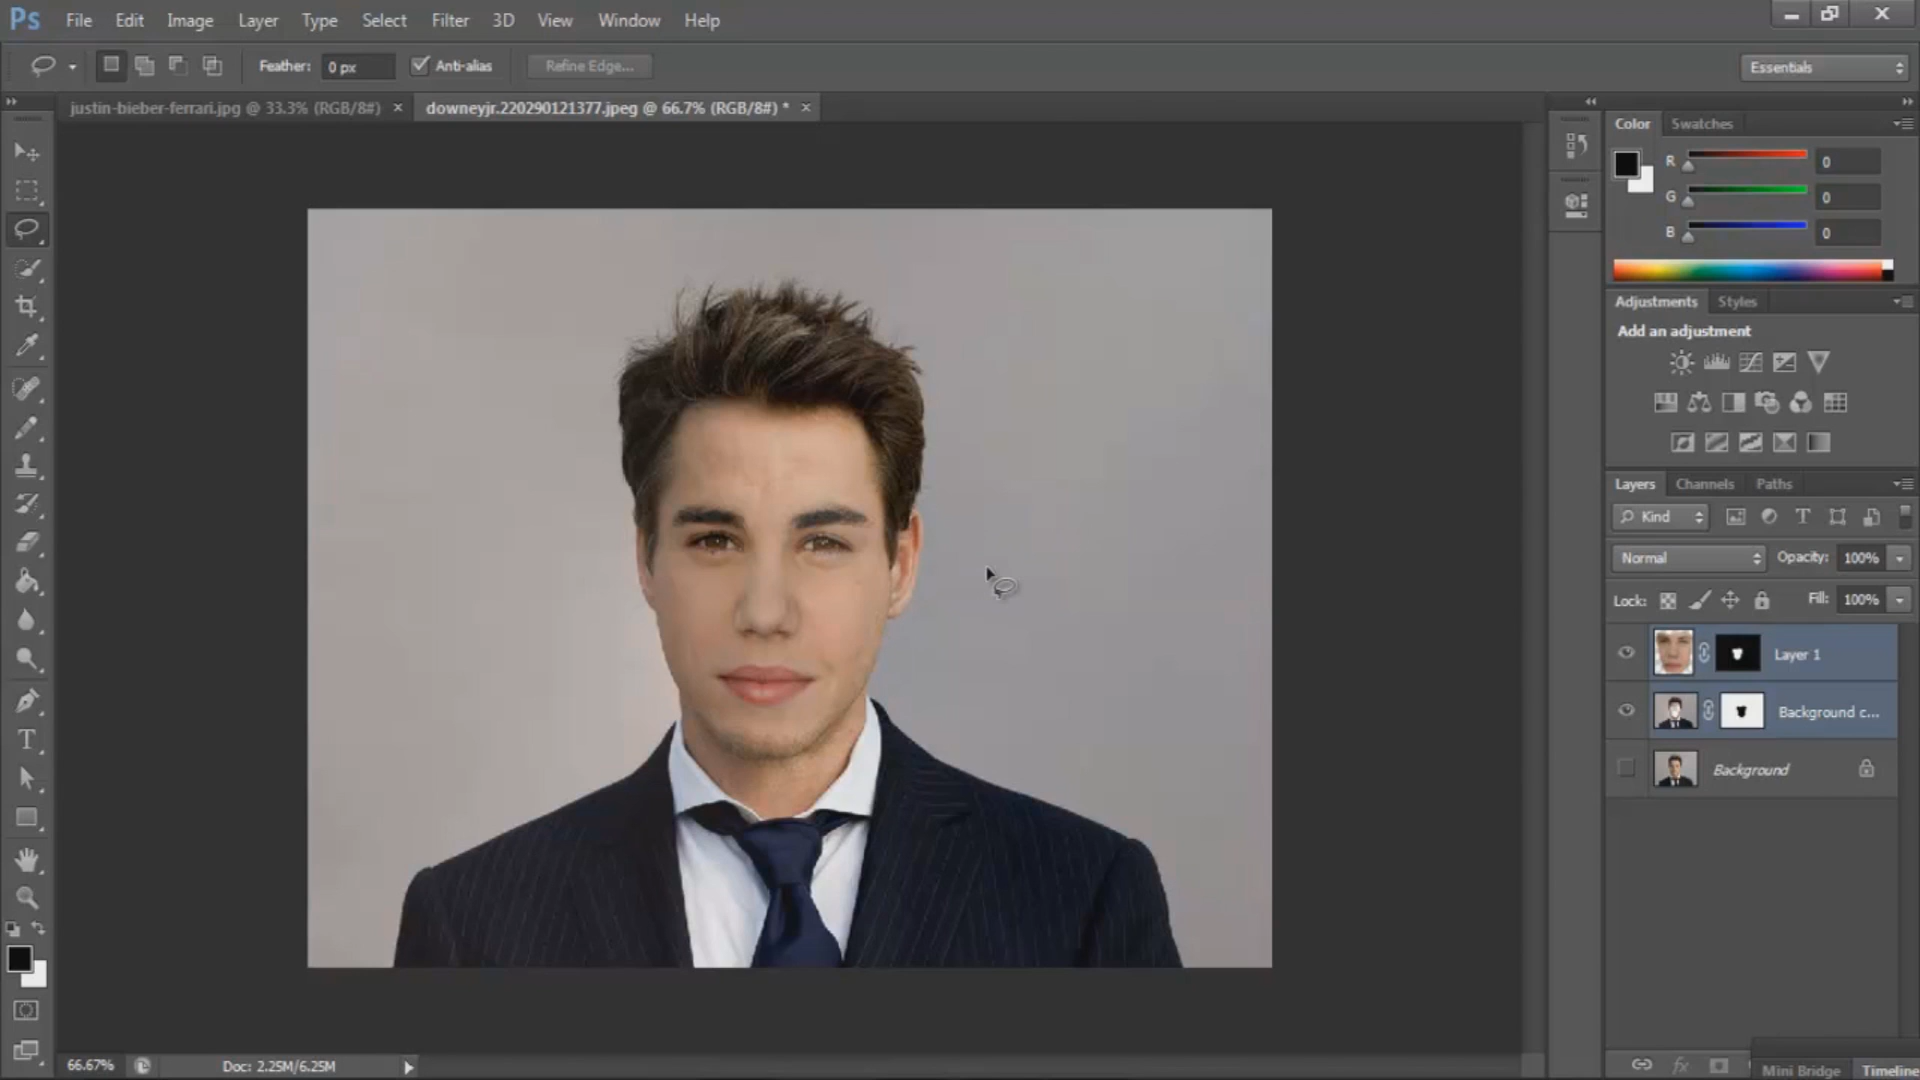 Ps File Edit Image Layer Type Select Filter 3D View Window Help
Feather: 0 px Anti-alias Refine Edge... Essentials
justin-bieber-ferrari.jpg @ 33.3% (RGB/8#) × downeyjr.220290121377.jpeg @ 66.7% (RGB/8#) * ×
Color Swatches
R 0
G 0
B 0
Adjustments Styles
Add an adjustment
Layers Channels Paths
Kind
Normal Opacity: 100%
Lock: Fill: 100%
Layer 1
Background c...
Background
66.67% Doc: 2.25M/6.25M
fx
Mini Bridge Timeline